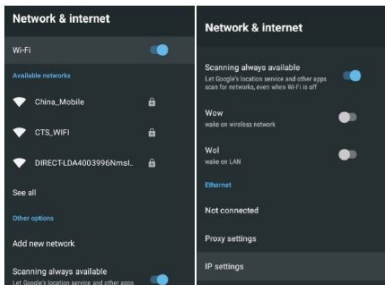 Network & internet
Wi-Fi
Available networks
China_Mobile
CTS_WIFI
DIRECT-LDA4003996Nmsl..
See all
Other options
Add new network
Scanning always available
Let Google's location service and other apps
Network & internet
Scanning always available
Let Google's location service and other apps
scan for networks, even when Wi-Fi is off
Wow
wake on wireless network
Wol
wake on LAN
Ethernet
Not connected
Proxy settings
IP settings